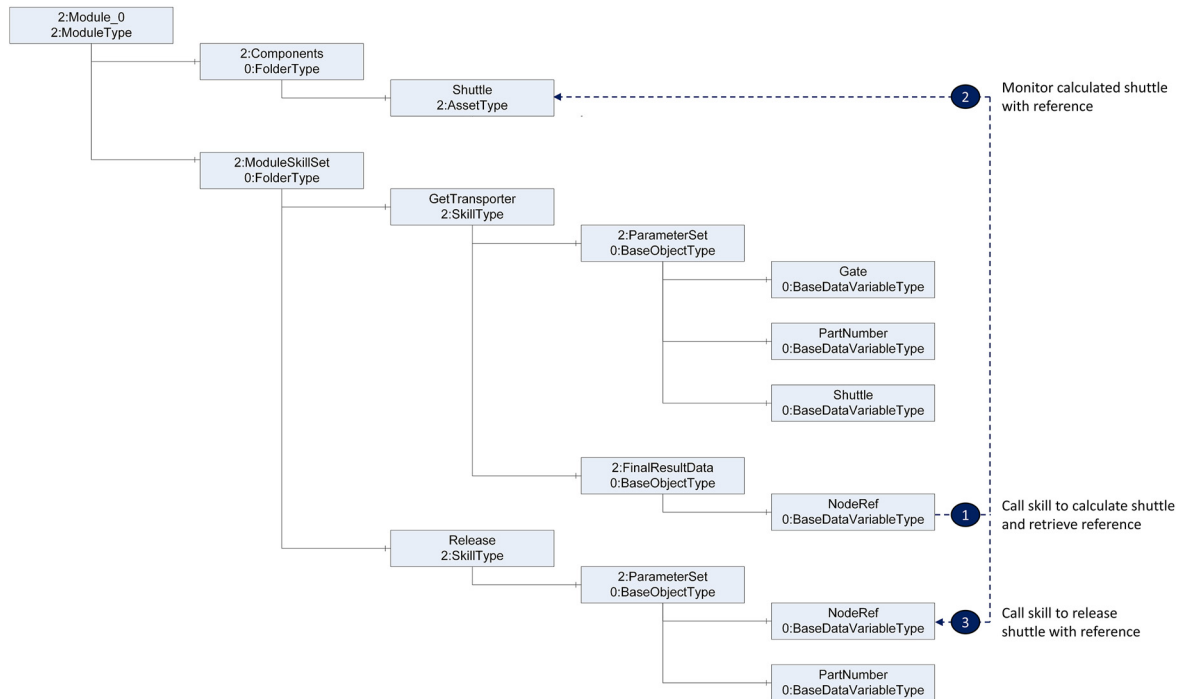 2:Module_0
2:ModuleType
2:Components
0:FolderType
Shuttle
2:AssetType
2
Monitor calculated shuttle
with reference
2:ModuleSkillSet
0:FolderType
GetTransporter
2:SkillType
2:ParameterSet
0:BaseObjectType
Gate
0:BaseDataVariableType
PartNumber
0:BaseDataVariableType
Shuttle
0:BaseDataVariableType
2:FinalResultData
0:BaseObjectType
NodeRef
0:BaseDataVariableType
1
Call skill to calculate shuttle
and retrieve reference
Release
2:SkillType
2:ParameterSet
0:BaseObjectType
NodeRef
0:BaseDataVariableType
3
Call skill to release
shuttle with reference
PartNumber
0:BaseDataVariableType